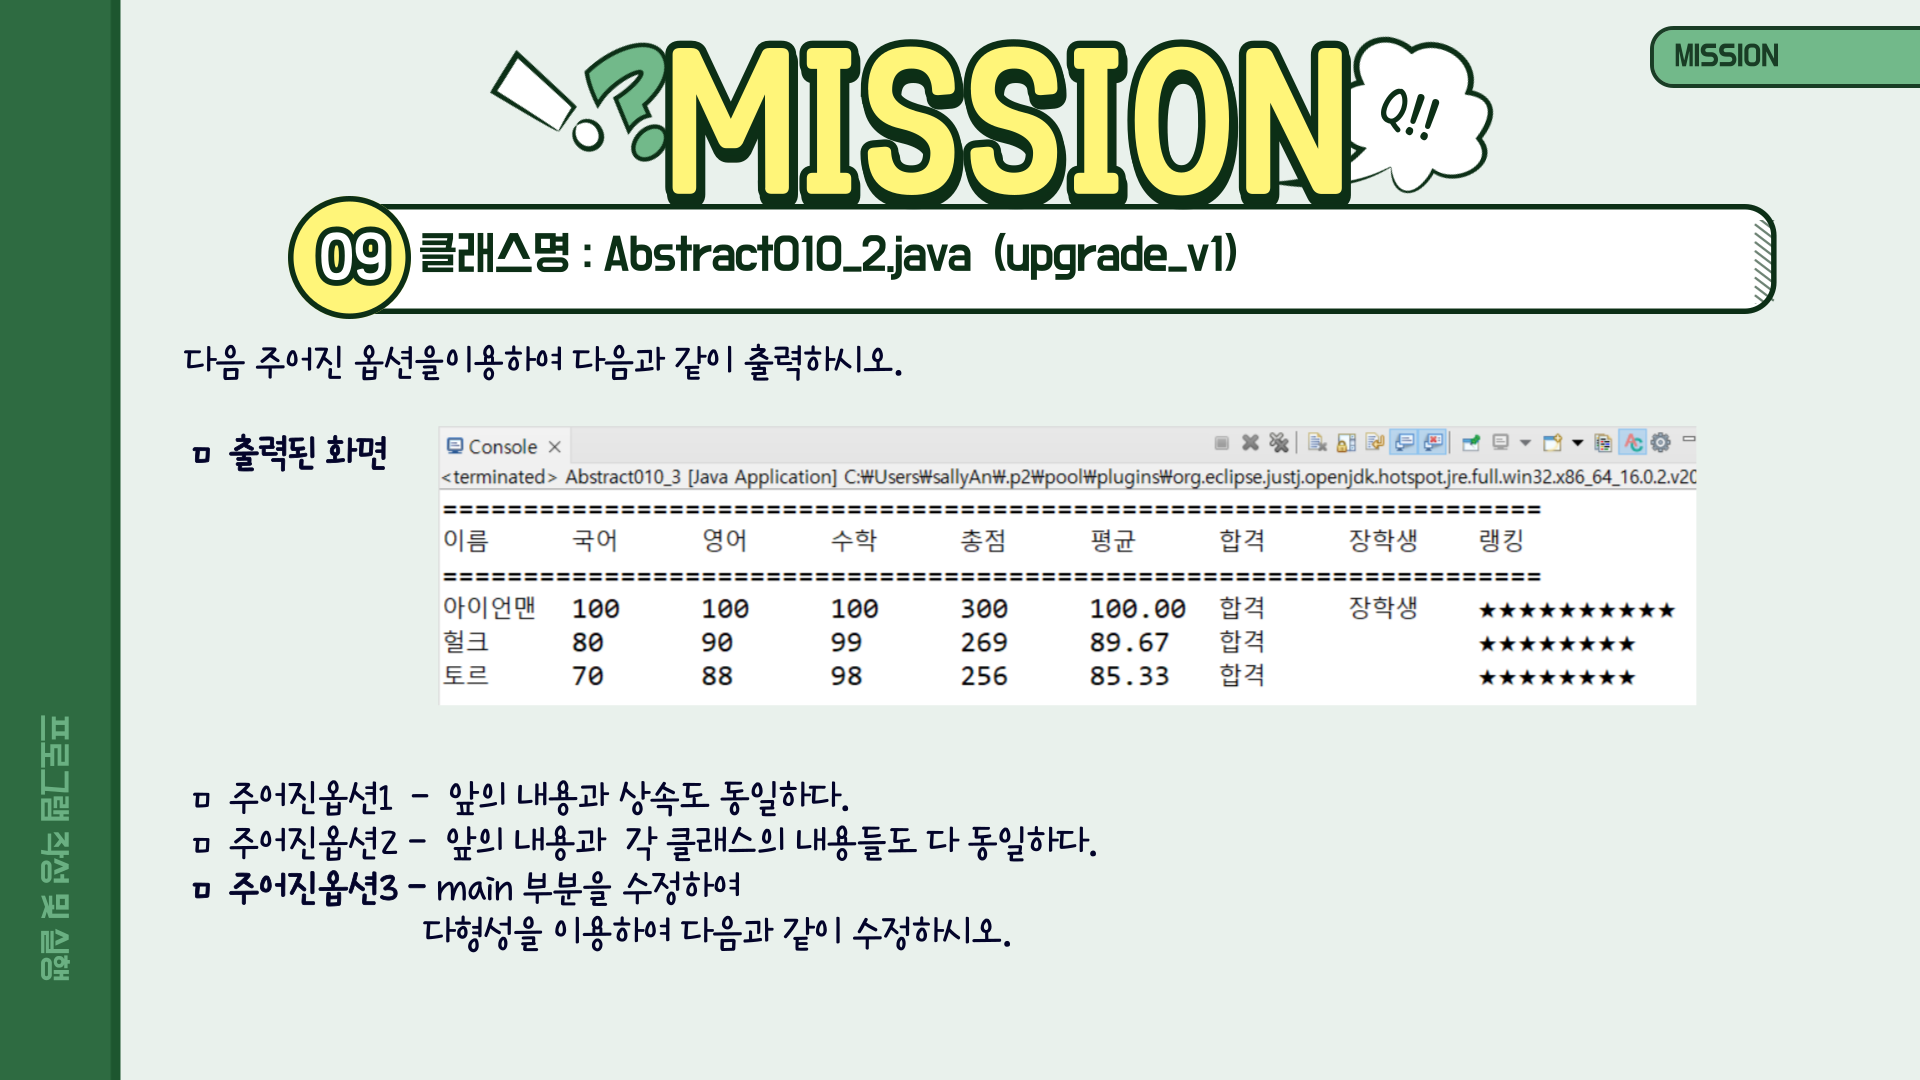 !?MISSION
Q!!
MISSION
09 클래스명 : Abstract010_2.java (upgrade_v1)
다음 주어진 옵션을이용하여 다음과 같이 출력하시오.
ㅁ 출력된 화면
Console ×
<terminated> Abstract010_3 [Java Application] C:₩Users₩sallyAn₩.p2₩pool₩plugins₩org.eclipse.justj.openjdk.hotspot.jre.full.win32.x86_64_16.0.2.v20
====================================================================
이름 국어 영어 수학 총점 평균 합격 장학생 랭킹
====================================================================
아이언맨 100 100 100 300 100.00 합격 장학생 ★★★★★★★★★★
헐크 80 90 99 269 89.67 합격 ★★★★★★★★
토르 70 88 98 256 85.33 합격 ★★★★★★★★
ㅁ 주어진옵션1 - 앞의 내용과 상속도 동일하다.
ㅁ 주어진옵션2 - 앞의 내용과 각 클래스의 내용들도 다 동일하다.
ㅁ 주어진옵션3 - main 부분을 수정하여
다형성을 이용하여 다음과 같이 수정하시오.
프로그램 작성 및 실행